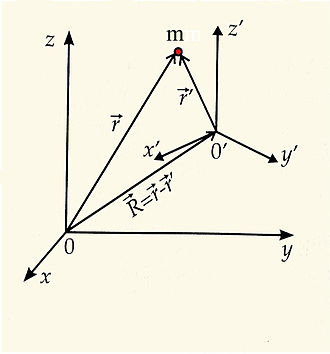 m
z
z′
r⃗
r⃗′
x′
0′
y′
R⃗=r⃗-r⃗′
0
y
x